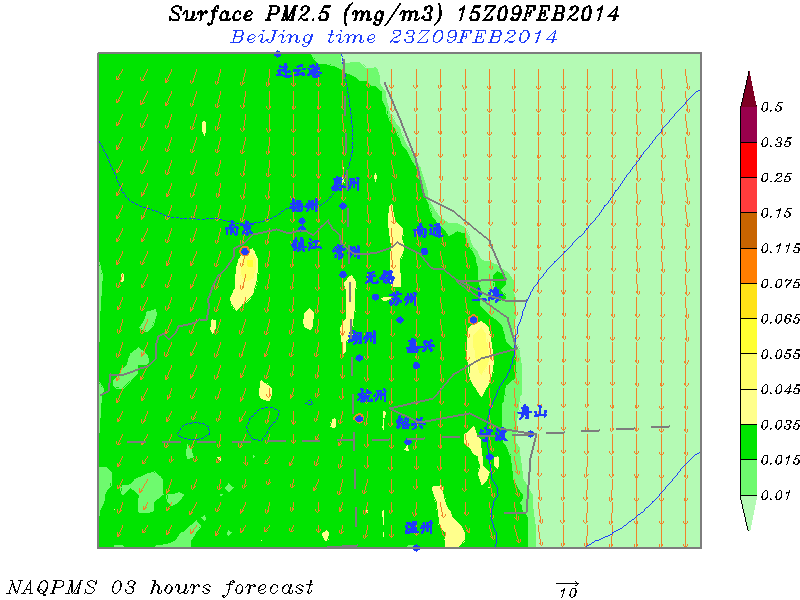 Surface PM2.5 (mg/m3) 15Z09FEB2014
BeiJing time 23Z09FEB2014
连云港
泰州
扬州
南京
镇江
常州
南通
无锡
苏州
上海
湖州
嘉兴
杭州
绍兴
宁波
舟山
温州
0.5
0.35
0.25
0.15
0.115
0.075
0.065
0.055
0.045
0.035
0.015
0.01
NAQPMS 03 hours forecast
10